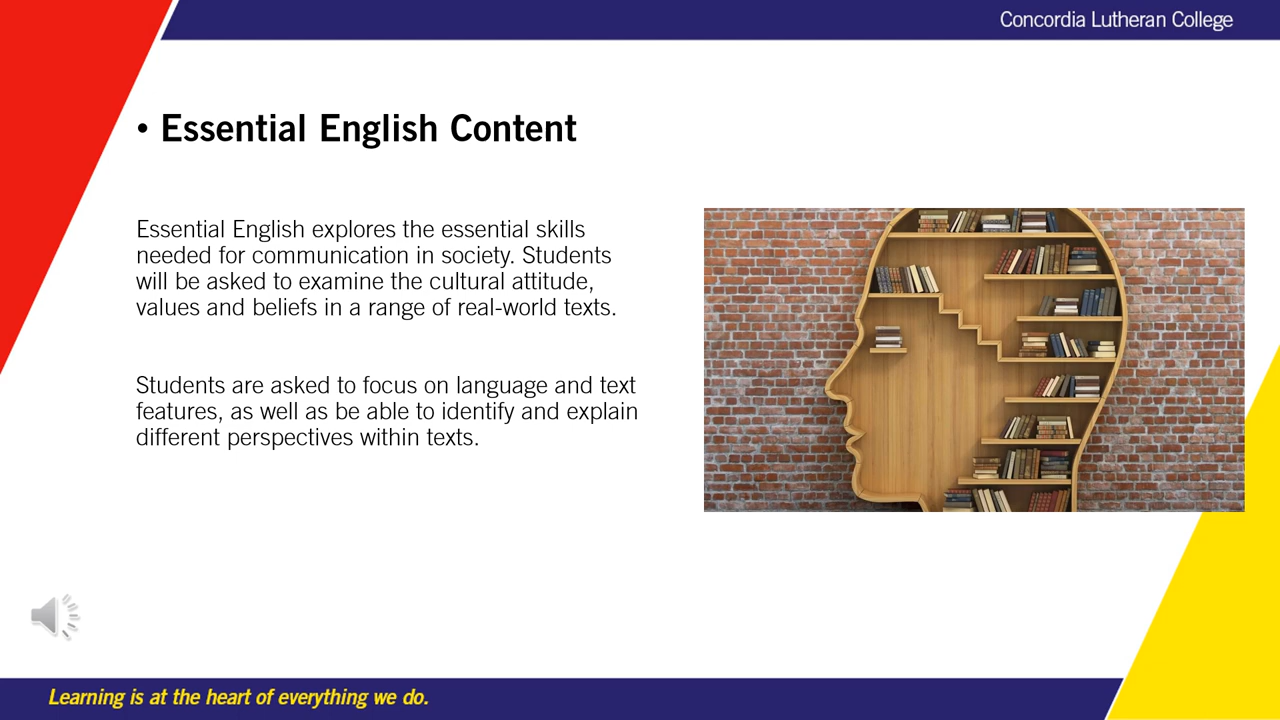 Concordia Lutheran College
• Essential English Content
Essential English explores the essential skills
needed for communication in society. Students
will be asked to examine the cultural attitude,
values and beliefs in a range of real-world texts.
Students are asked to focus on language and text
features, as well as be able to identify and explain
different perspectives within texts.
Learning is at the heart of everything we do.